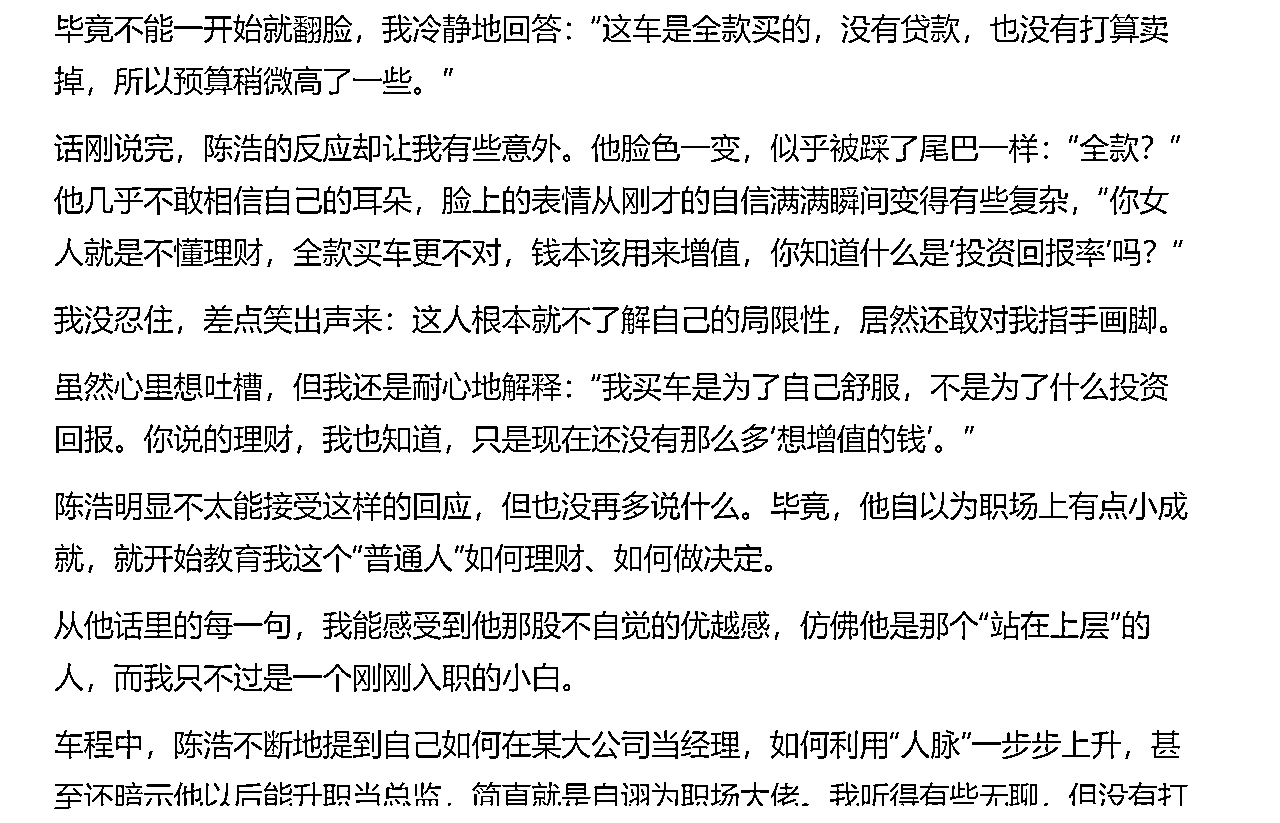 毕竟不能一开始就翻脸，我冷静地回答：“这车是全款买的，没有贷款，也没有打算卖
掉，所以预算稍微高了一些。”
话刚说完，陈浩的反应却让我有些意外。他脸色一变，似乎被踩了尾巴一样：“全款？”
他几乎不敢相信自己的耳朵，脸上的表情从刚才的自信满满瞬间变得有些复杂，“你女
人就是不懂理财，全款买车更不对，钱本该用来增值，你知道什么是‘投资回报率’吗？”
我没忍住，差点笑出声来：这人根本就不了解自己的局限性，居然还敢对我指手画脚。
虽然心里想吐槽，但我还是耐心地解释：“我买车是为了自己舒服，不是为了什么投资
回报。你说的理财，我也知道，只是现在还没有那么多‘想增值的钱’。”
陈浩明显不太能接受这样的回应，但也没再多说什么。毕竟，他自以为职场上有点小成
就，就开始教育我这个“普通人”如何理财、如何做决定。
从他话里的每一句，我能感受到他那股不自觉的优越感，仿佛他是那个“站在上层”的
人，而我只不过是一个刚刚入职的小白。
车程中，陈浩不断地提到自己如何在某大公司当经理，如何利用“人脉”一步步上升，甚
至还暗示他以后能升职当总监，简直就是自诩为职场大佬。我听得有些无聊，但没有打